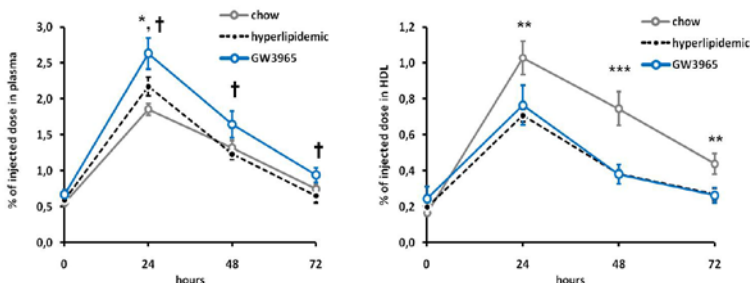 % of injected dose in plasma
3,0
2,5
2,0
1,5
1,0
0,5
0,0
*, †
†
†
chow
hyperlipidemic
GW3965
0
24
48
72
hours
% of injected dose in HDL
1,2
1,0
0,8
0,6
0,4
0,2
0,0
**
***
**
chow
hyperlipidemic
GW3965
0
24
48
72
hours